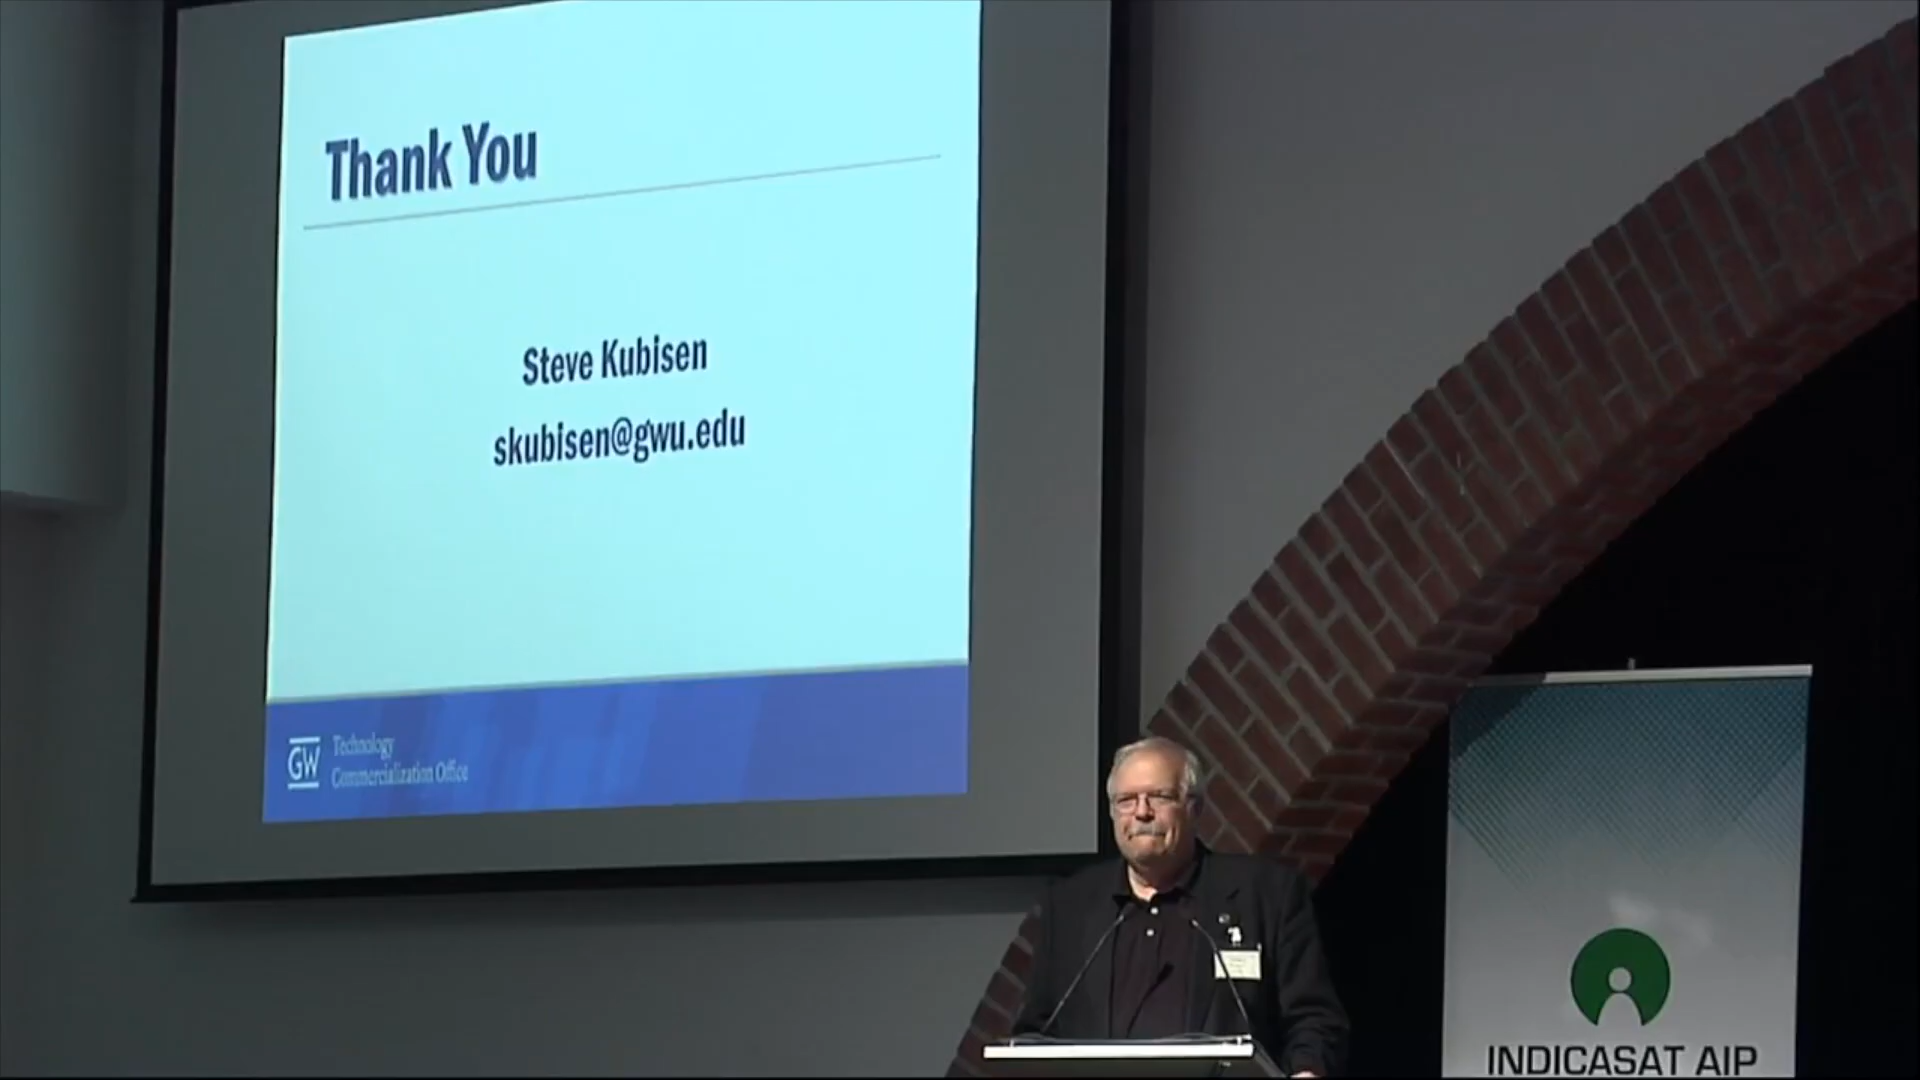 Thank You
Steve Kubisen
skubisen@gwu.edu
GW
Technology
Commercialization Office
INDICASAT AIP